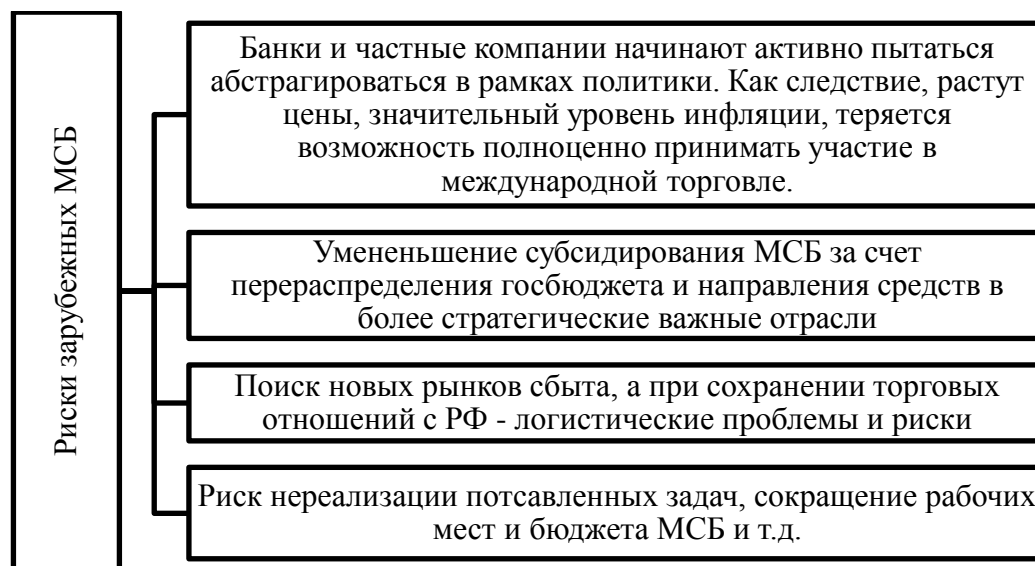 Риски зарубежных МСБ
Банки и частные компании начинают активно пытаться
абстрагироваться в рамках политики. Как следствие, растут
цены, значительный уровень инфляции, теряется
возможность полноценно принимать участие в
международной торговле.
Умененьшение субсидирования МСБ за счет
перераспределения госбюджета и направления средств в
более стратегические важные отрасли
Поиск новых рынков сбыта, а при сохранении торговых
отношений с РФ - логистические проблемы и риски
Риск нереализации потсавленных задач, сокращение рабочих
мест и бюджета МСБ и т.д.